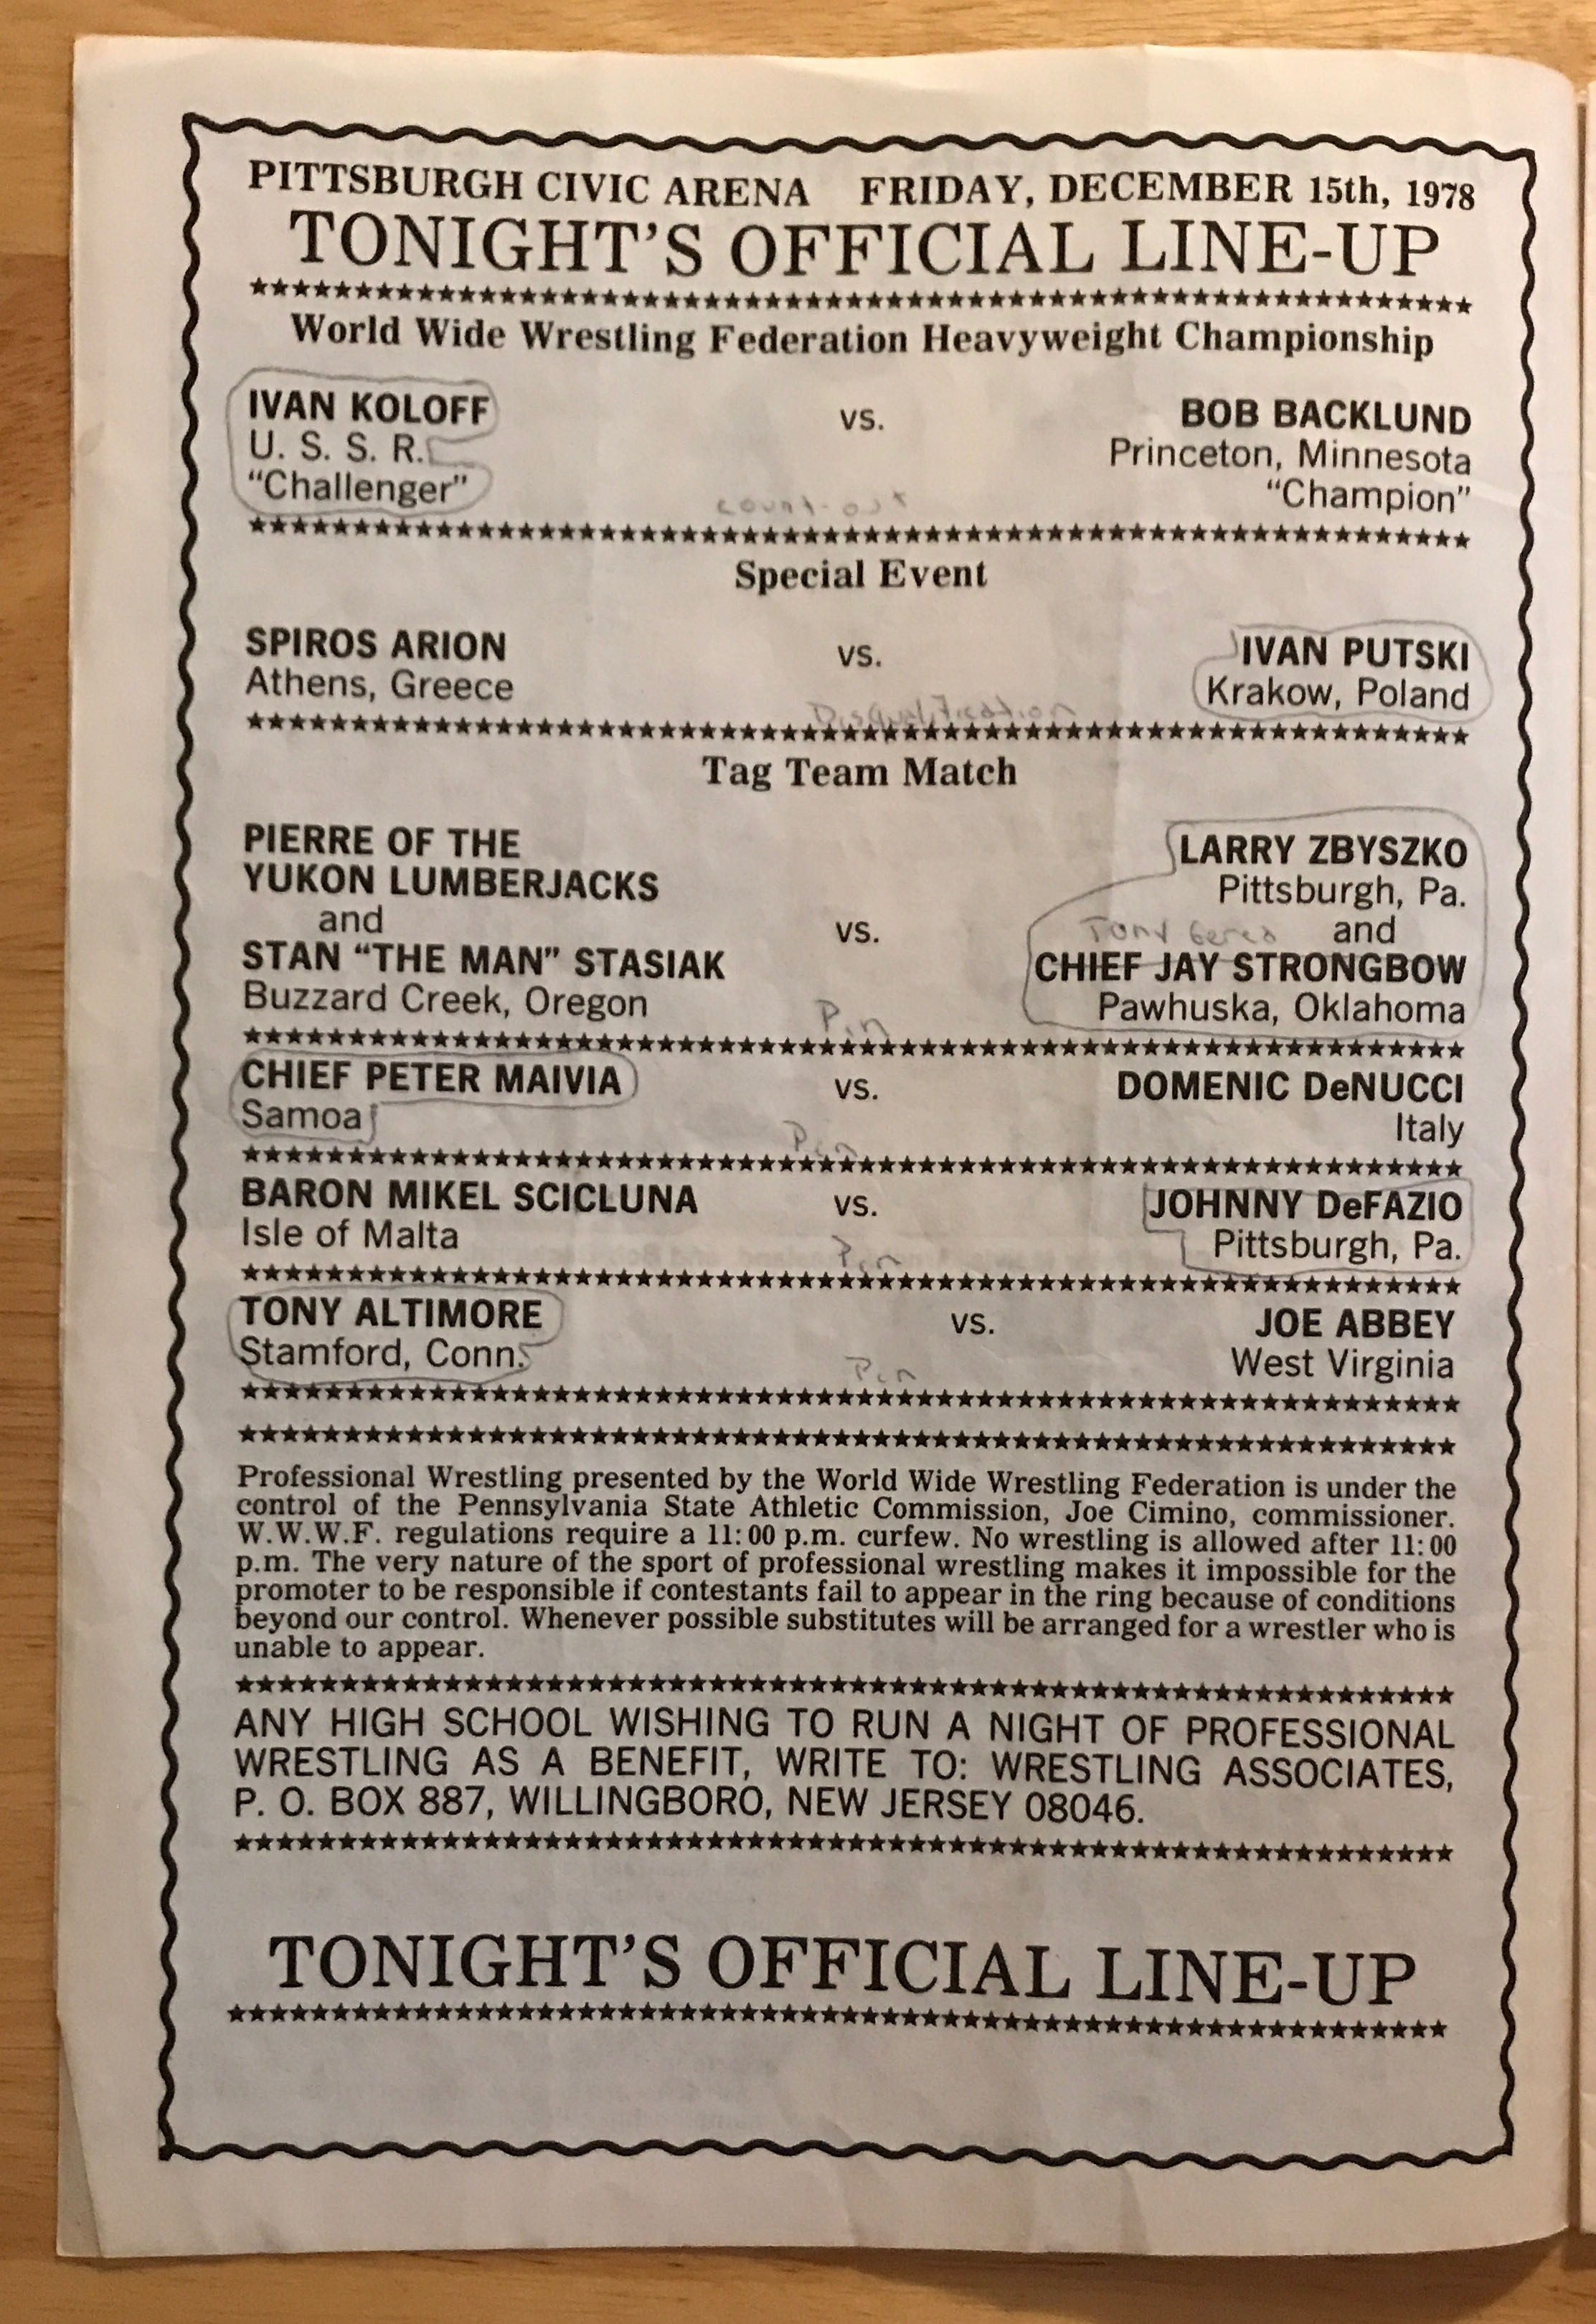 PITTSBURGH CIVIC ARENA FRIDAY, DECEMBER 15th, 1978
TONIGHT'S OFFICIAL LINE-UP
★★★★★★★★★★★★★★★★★★★★★★★★★★★★★★★★★★★★★★★★★★★★★★★★★★★★★★★★★★★
World Wide Wrestling Federation Heavyweight Championship
IVAN KOLOFF vs. BOB BACKLUND
U. S. S. R. Princeton, Minnesota
"Challenger" "Champion"
count-out
★★★★★★★★★★★★★★★★★★★★★★★★★★★★★★★★★★★★★★★★★★★★★★★★★★★★★★★★★★★
Special Event
SPIROS ARION vs. IVAN PUTSKI
Athens, Greece Krakow, Poland
Disqualification
★★★★★★★★★★★★★★★★★★★★★★★★★★★★★★★★★★★★★★★★★★★★★★★★★★★★★★★★★★★
Tag Team Match
PIERRE OF THE LARRY ZBYSZKO
YUKON LUMBERJACKS Pittsburgh, Pa.
and vs. Tony Gerea and
STAN "THE MAN" STASIAK CHIEF JAY STRONGBOW
Buzzard Creek, Oregon Pawhuska, Oklahoma
Pin
★★★★★★★★★★★★★★★★★★★★★★★★★★★★★★★★★★★★★★★★★★★★★★★★★★★★★★★★★★★
CHIEF PETER MAIVIA vs. DOMENIC DeNUCCI
Samoa Italy
Pin
★★★★★★★★★★★★★★★★★★★★★★★★★★★★★★★★★★★★★★★★★★★★★★★★★★★★★★★★★★★
BARON MIKEL SCICLUNA vs. JOHNNY DeFAZIO
Isle of Malta Pittsburgh, Pa.
Pin
★★★★★★★★★★★★★★★★★★★★★★★★★★★★★★★★★★★★★★★★★★★★★★★★★★★★★★★★★★★
TONY ALTIMORE vs. JOE ABBEY
Stamford, Conn. West Virginia
Pin
★★★★★★★★★★★★★★★★★★★★★★★★★★★★★★★★★★★★★★★★★★★★★★★★★★★★★★★★★★★
★★★★★★★★★★★★★★★★★★★★★★★★★★★★★★★★★★★★★★★★★★★★★★★★★★★★★★★★★★★
Professional Wrestling presented by the World Wide Wrestling Federation is under the
control of the Pennsylvania State Athletic Commission, Joe Cimino, commissioner.
W.W.W.F. regulations require a 11:00 p.m. curfew. No wrestling is allowed after 11:00
p.m. The very nature of the sport of professional wrestling makes it impossible for the
promoter to be responsible if contestants fail to appear in the ring because of conditions
beyond our control. Whenever possible substitutes will be arranged for a wrestler who is
unable to appear.
★★★★★★★★★★★★★★★★★★★★★★★★★★★★★★★★★★★★★★★★★★★★★★★★★★★★★★★★★★★
ANY HIGH SCHOOL WISHING TO RUN A NIGHT OF PROFESSIONAL
WRESTLING AS A BENEFIT, WRITE TO: WRESTLING ASSOCIATES,
P. O. BOX 887, WILLINGBORO, NEW JERSEY 08046.
★★★★★★★★★★★★★★★★★★★★★★★★★★★★★★★★★★★★★★★★★★★★★★★★★★★★★★★★★★★
TONIGHT'S OFFICIAL LINE-UP
★★★★★★★★★★★★★★★★★★★★★★★★★★★★★★★★★★★★★★★★★★★★★★★★★★★★★★★★★★★